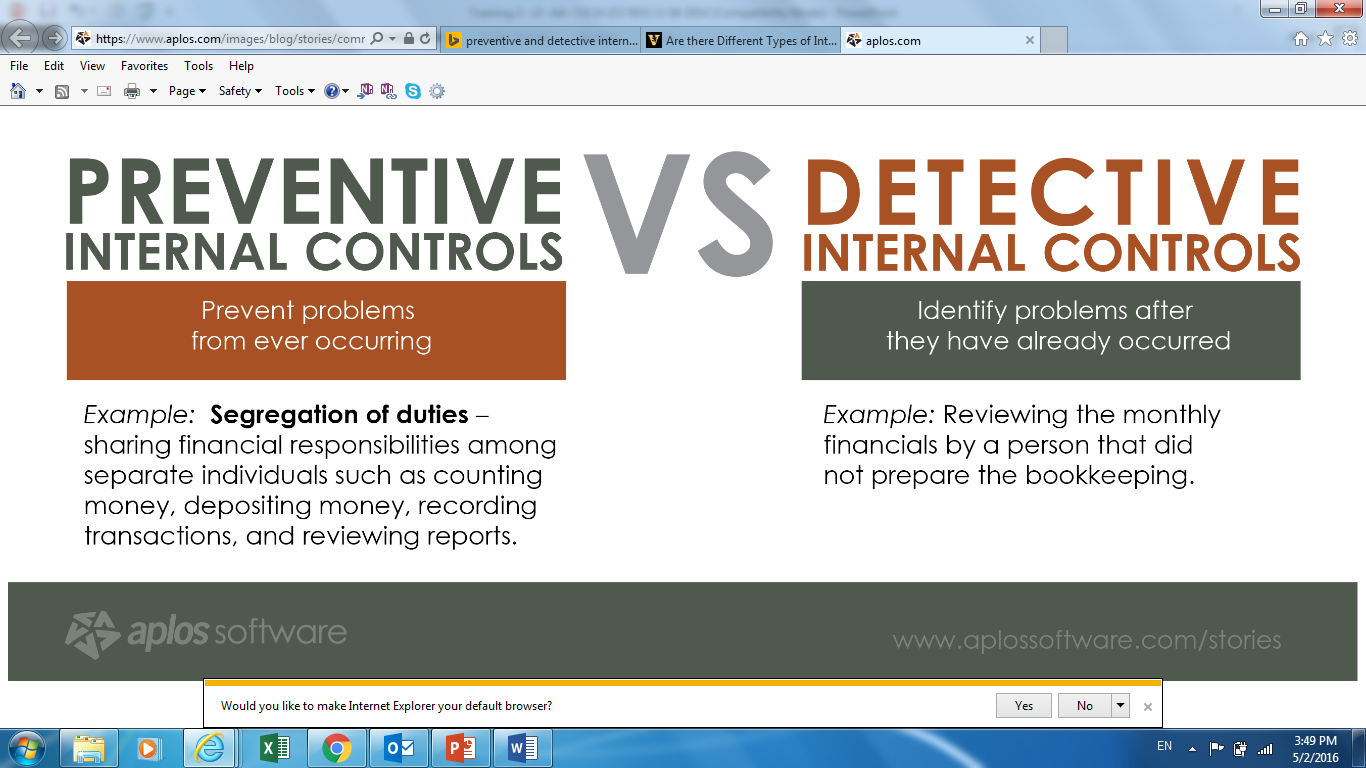 https://www.aplos.com/images/blog/stories/comr
preventive and detective intern...
Are there Different Types of Int...
aplos.com
File Edit View Favorites Tools Help
Page Safety Tools
PREVENTIVE
INTERNAL CONTROLS
VS
DETECTIVE
INTERNAL CONTROLS
Prevent problems
from ever occurring
Identify problems after
they have already occurred
Example: Segregation of duties –
sharing financial responsibilities among
separate individuals such as counting
money, depositing money, recording
transactions, and reviewing reports.
Example: Reviewing the monthly
financials by a person that did
not prepare the bookkeeping.
aplos software
www.aplossoftware.com/stories
Would you like to make Internet Explorer your default browser?
Yes
No
EN
3:49 PM
5/2/2016